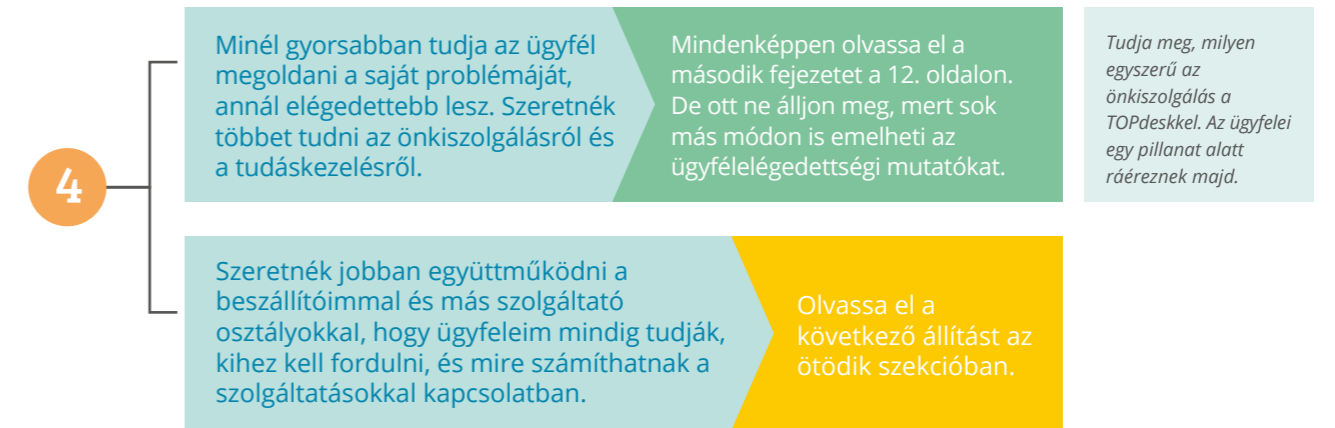 4
Minél gyorsabban tudja az ügyfél
megoldani a saját problémáját,
annál elégedettebb lesz. Szeretnék
többet tudni az önkiszolgálásról és
a tudáskezelésről.
Mindenképpen olvassa el a
második fejezetet a 12. oldalon.
De ott ne álljon meg, mert sok
más módon is emelheti az
ügyfélelégedettségi mutatókat.
Tudja meg, milyen
egyszerű az
önkiszolgálás a
TOPdeskkel. Az ügyfelei
egy pillanat alatt
ráéreznek majd.
Szeretnék jobban együttműködni a
beszállítóimmal és más szolgáltató
osztályokkal, hogy ügyfeleim mindig tudják,
kihez kell fordulni, és mire számíthatnak a
szolgáltatásokkal kapcsolatban.
Olvassa el a
következő állítást az
ötödik szekcióban.